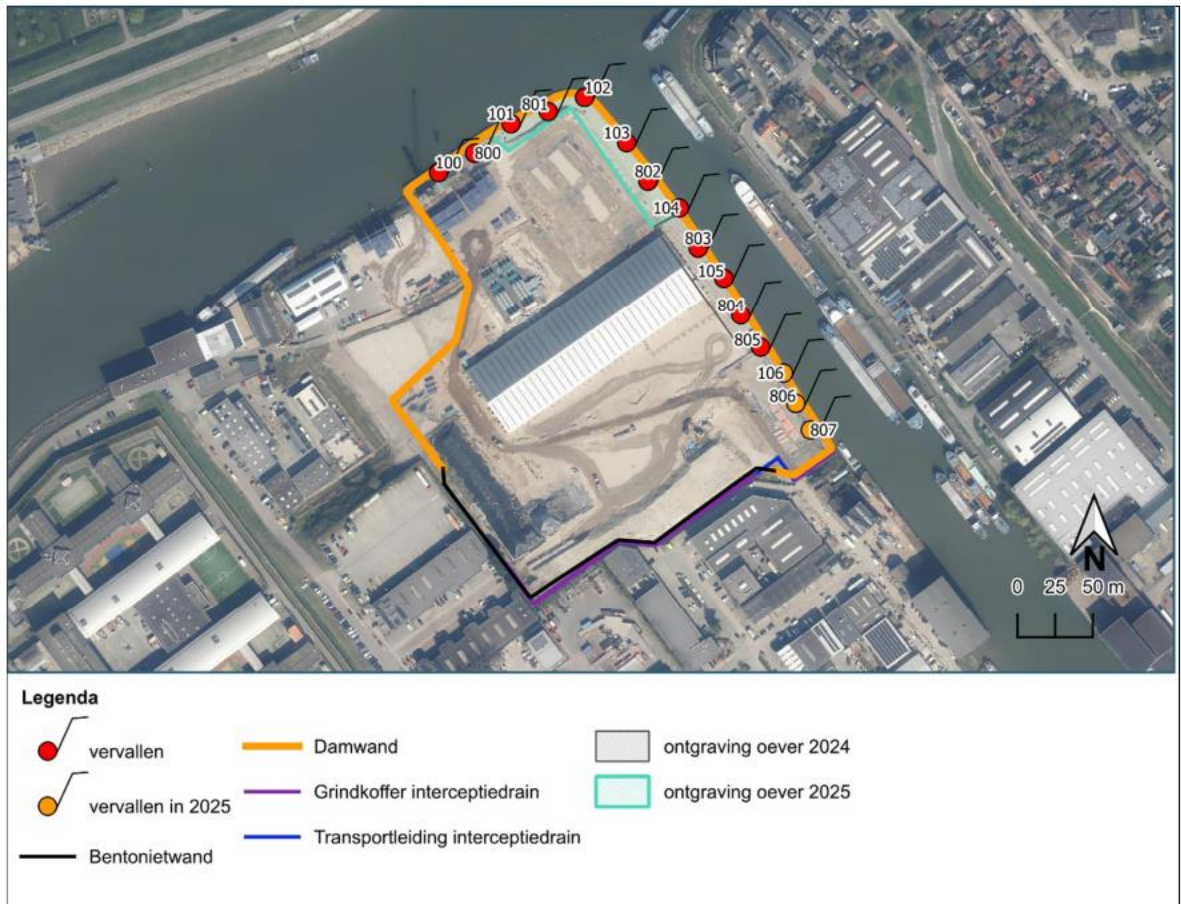 102
801
101
103
100
800
802
104
803
105
804
805
106
806
807
N
0 25 50 m
Legenda
vervallen
vervallen in 2025
Bentonietwand
Damwand
Grindkoffer interceptiedrain
Transportleiding interceptiedrain
ontgraving oever 2024
ontgraving oever 2025